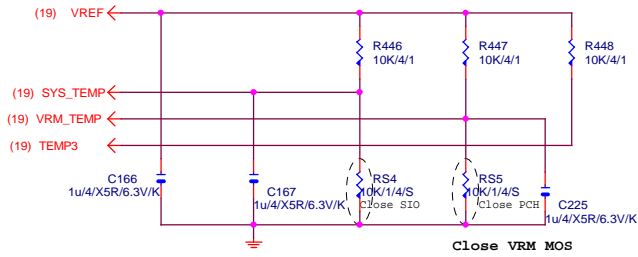 (19) VREF
R446
10K/4/1
R447
10K/4/1
R448
10K/4/1
(19) SYS_TEMP
(19) VRM_TEMP
(19) TEMP3
C166
1u/4/X5R/6.3V/K
C167
1u/4/X5R/6.3V/K
RS4
10K/1/4/S
Close SIO
RS5
10K/1/4/S
Close PCH
C225
1u/4/X5R/6.3V/K
Close VRM MOS